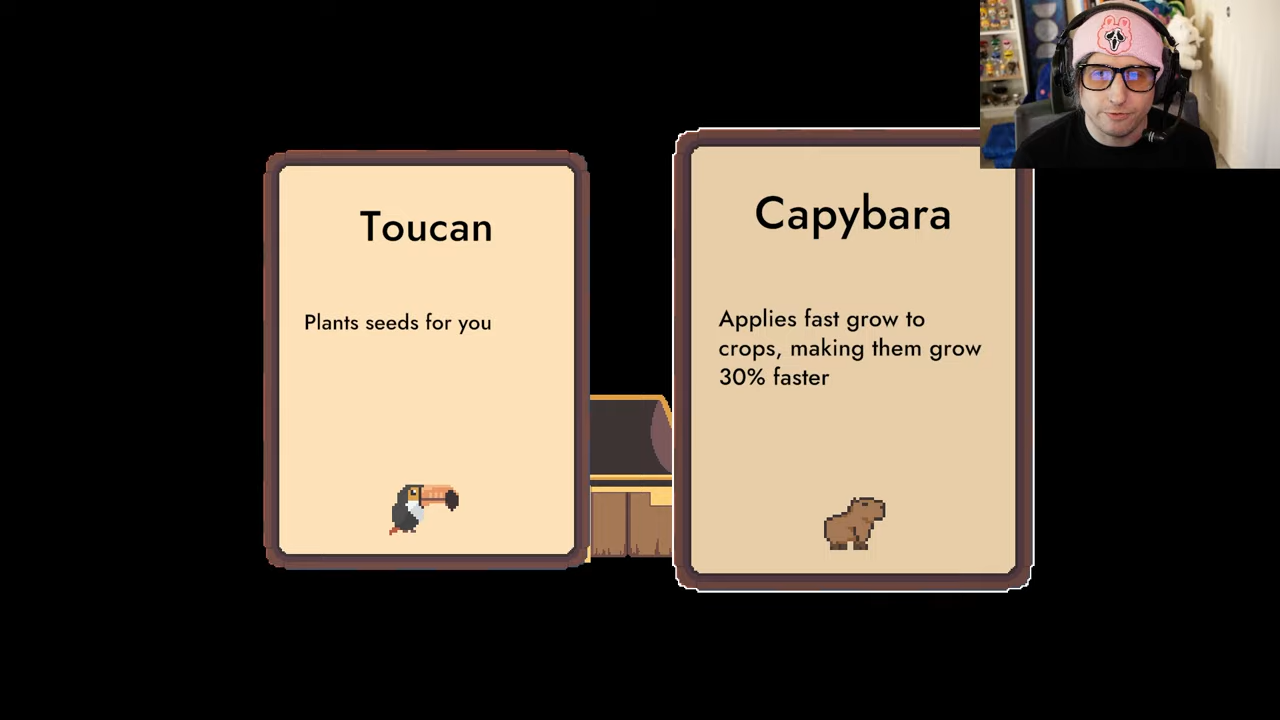 Toucan
Plants seeds for you
Capybara
Applies fast grow to
crops, making them grow
30% faster